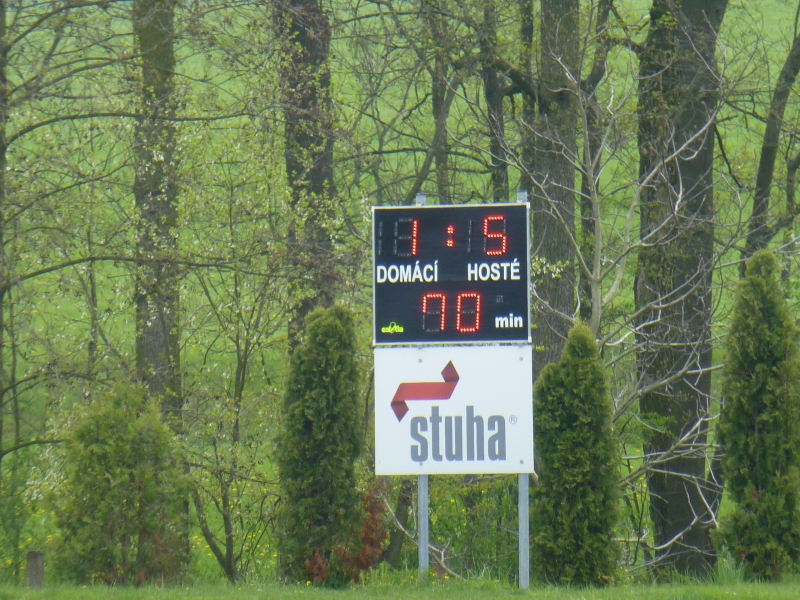 1:5
DOMÁCÍ HOSTÉ
70 min
stuha®